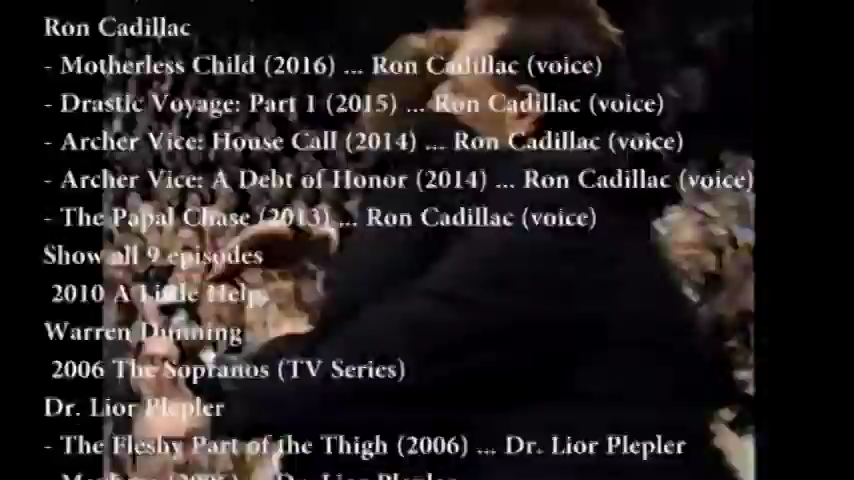 Ron Cadillac
- Motherless Child (2016) ... Ron Cadillac (voice)
- Drastic Voyage: Part 1 (2015) ... Ron Cadillac (voice)
- Archer Vice: House Call (2014) ... Ron Cadillac (voice)
- Archer Vice: A Debt of Honor (2014) ... Ron Cadillac (voice)
- The Papal Chase (2013) ... Ron Cadillac (voice)
Show all 9 episodes
2010 A Little Help
Warren Dunning
2006 The Sopranos (TV Series)
Dr. Lior Plepler
- The Fleshy Part of the Thigh (2006) ... Dr. Lior Plepler